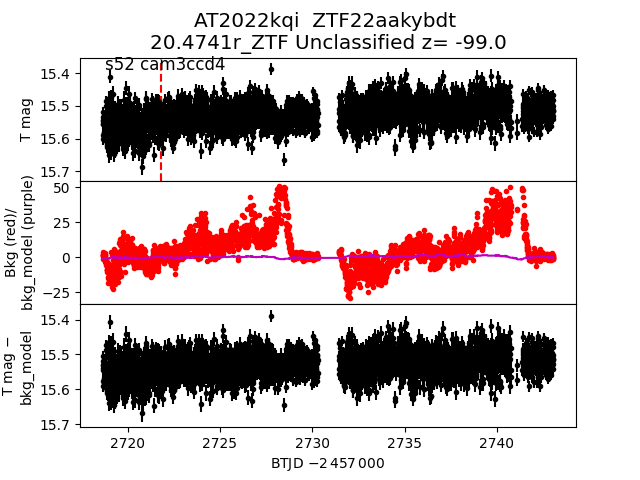 AT2022kqi  ZTF22aakybdt
20.4741r_ZTF Unclassified z= -99.0
s52 cam3ccd4
15.4
15.5
15.6
15.7
T mag
50
25
0
−25
Bkg (red)/
bkg_model (purple)
15.4
15.5
15.6
15.7
T mag −
bkg_model
2720
2725
2730
2735
2740
BTJD −2 457 000